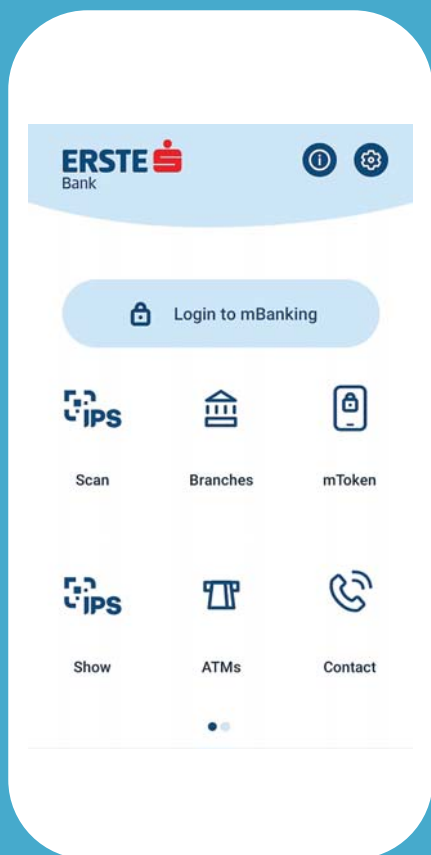 ERSTE
Bank
Login to mBanking
IPS
Scan
Branches
mToken
IPS
Show
ATMs
Contact